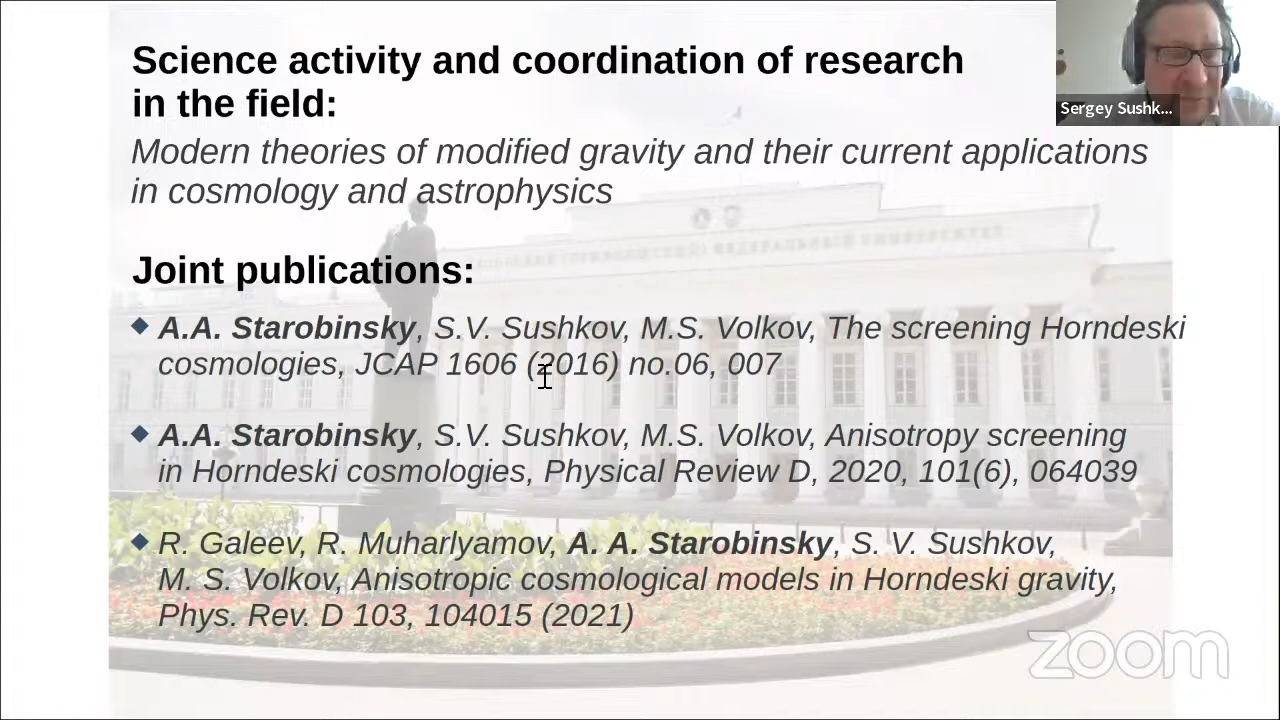 Science activity and coordination of research
in the field:
Modern theories of modified gravity and their current applications
in cosmology and astrophysics
Joint publications:
A.A. Starobinsky, S.V. Sushkov, M.S. Volkov, The screening Horndeski
cosmologies, JCAP 1606 (2016) no.06, 007
A.A. Starobinsky, S.V. Sushkov, M.S. Volkov, Anisotropy screening
in Horndeski cosmologies, Physical Review D, 2020, 101(6), 064039
R. Galeev, R. Muharlyamov, A. A. Starobinsky, S. V. Sushkov,
M. S. Volkov, Anisotropic cosmological models in Horndeski gravity,
Phys. Rev. D 103, 104015 (2021)
Sergey Sushk...
zoom